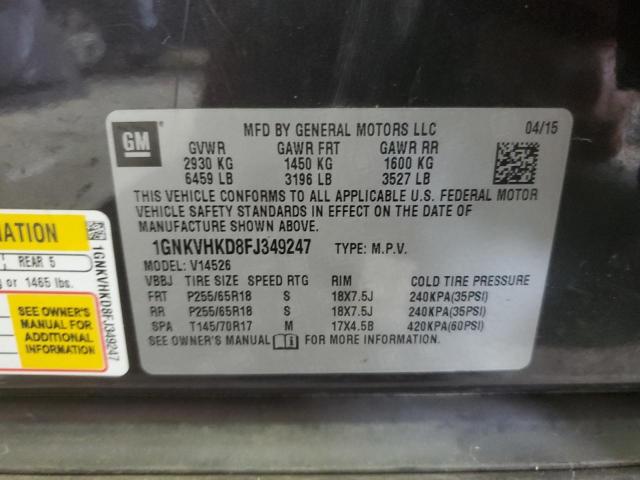 GM
MFD BY GENERAL MOTORS LLC 04/15
GVWR GAWR FRT GAWR RR
2930 KG 1450 KG 1600 KG
6459 LB 3196 LB 3527 LB
THIS VEHICLE CONFORMS TO ALL APPLICABLE U.S. FEDERAL MOTOR
VEHICLE SAFETY STANDARDS IN EFFECT ON THE DATE OF
MANUFACTURE SHOWN ABOVE.
1GNKVHKD8FJ349247 TYPE: M.P.V.
MODEL: V14526
VBBJ TIRE SIZE SPEED RTG RIM COLD TIRE PRESSURE
FRT P255/65R18 S 18X7.5J 240KPA(35PSI)
RR P255/65R18 S 18X7.5J 240KPA(35PSI)
SPA T145/70R17 M 17X4.5B 420KPA(60PSI)
SEE OWNER'S MANUAL i FOR MORE INFORMATION.
REAR 5
or 1465 lbs.
SEE OWNER'S
MANUAL FOR
ADDITIONAL
INFORMATION
1GNKVHKD8FJ349247